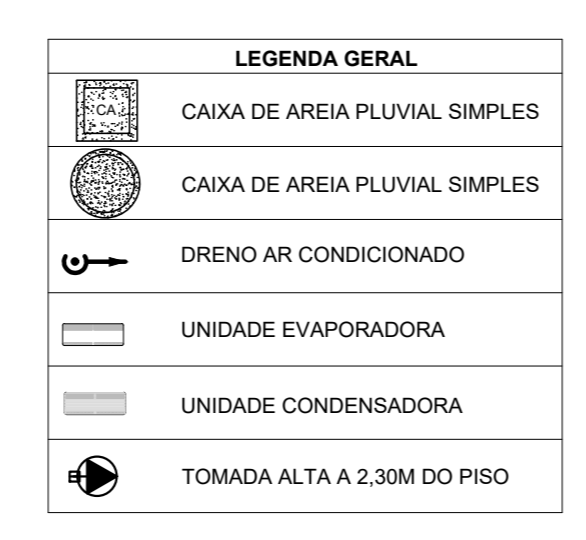 LEGENDA GERAL
CA
CAIXA DE AREIA PLUVIAL SIMPLES
CAIXA DE AREIA PLUVIAL SIMPLES
DRENO AR CONDICIONADO
UNIDADE EVAPORADORA
UNIDADE CONDENSADORA
TOMADA ALTA A 2,30M DO PISO